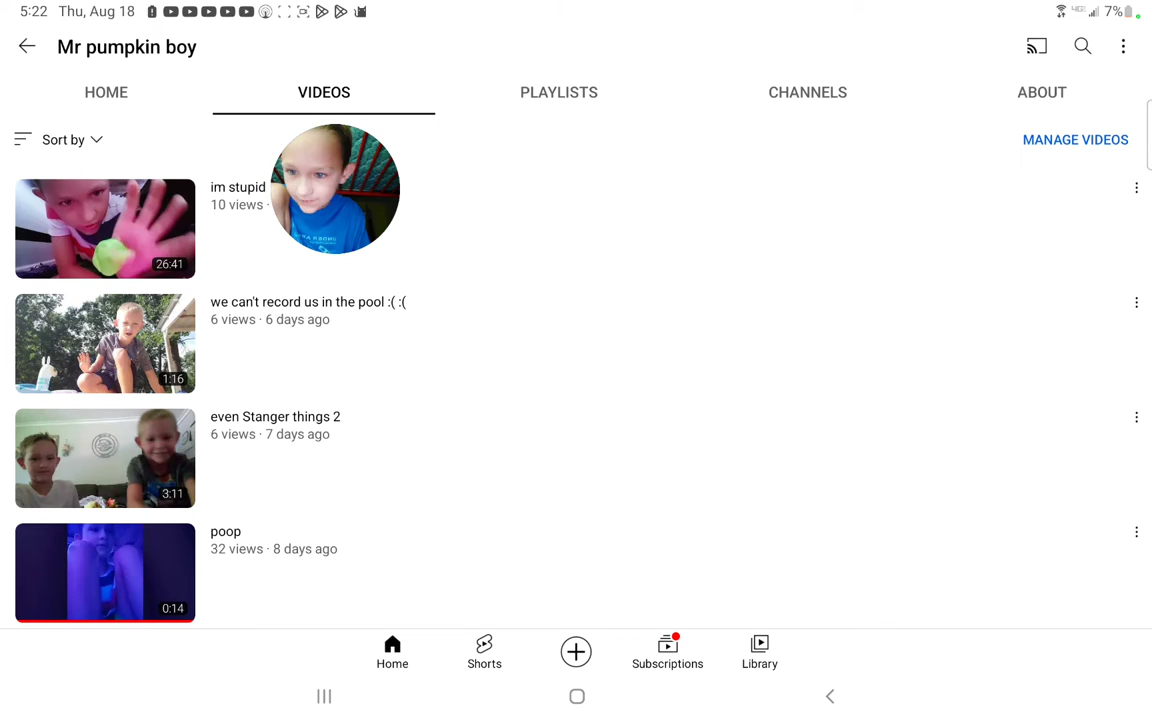 5:22 Thu, Aug 18 7%
Mr pumpkin boy
HOME VIDEOS PLAYLISTS CHANNELS ABOUT
Sort by MANAGE VIDEOS
im stupid
10 views ·
26:41
we can't record us in the pool :( :(
6 views · 6 days ago
1:16
even Stanger things 2
6 views · 7 days ago
3:11
poop
32 views · 8 days ago
0:14
Home Shorts Subscriptions Library